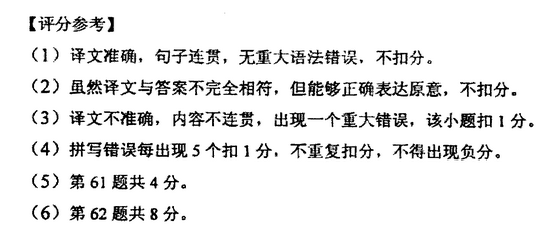 【评分参考】
（1）译文准确，句子连贯，无重大语法错误，不扣分。
（2）虽然译文与答案不完全相符，但能够正确表达原意，不扣分。
（3）译文不准确，内容不连贯，出现一个重大错误，该小题扣 1 分。
（4）拼写错误每出现 5 个扣 1 分，不重复扣分，不得出现负分。
（5）第 61 题共 4 分。
（6）第 62 题共 8 分。